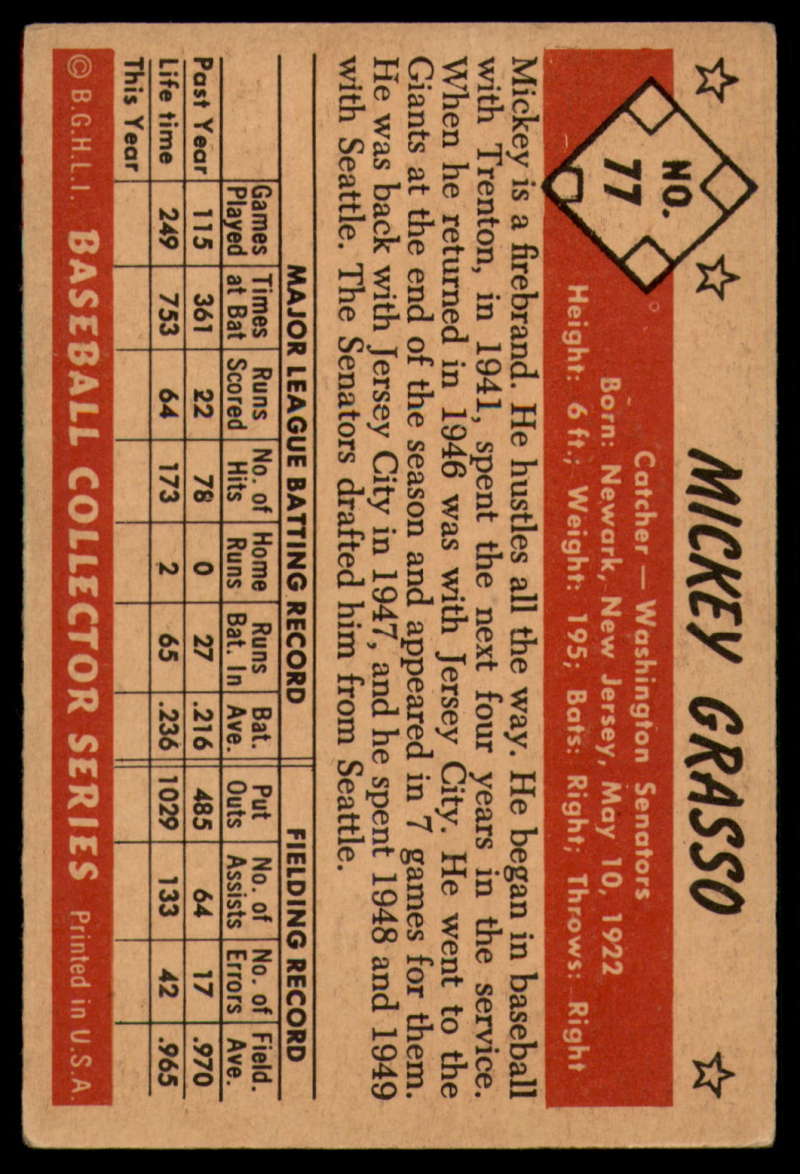 MICKEY GRASSO
NO.
77
Catcher — Washington Senators
Born: Newark, New Jersey, May 10, 1922
Height: 6 ft.; Weight: 195; Bats: Right; Throws: Right
Mickey is a firebrand. He hustles all the way. He began in baseball
with Trenton, in 1941, spent the next four years in the service.
When he returned in 1946 was with Jersey City. He went to the
Giants at the end of the season and appeared in 7 games for them.
He was back with Jersey City in 1947, and he spent 1948 and 1949
with Seattle. The Senators drafted him from Seattle.
MAJOR LEAGUE BATTING RECORD FIELDING RECORD
Games Times Runs No. of Home Runs Bat. Put No. of No. of Field.
Played at Bat Scored Hits Runs Bat. In Ave. Outs Assists Errors Ave.
Past Year 115 361 22 78 0 27 .216 485 64 17 .970
Life time 249 753 64 173 2 65 .236 1029 133 42 .965
This Year
© B.G.H.L.I. BASEBALL COLLECTOR SERIES Printed in U.S.A.